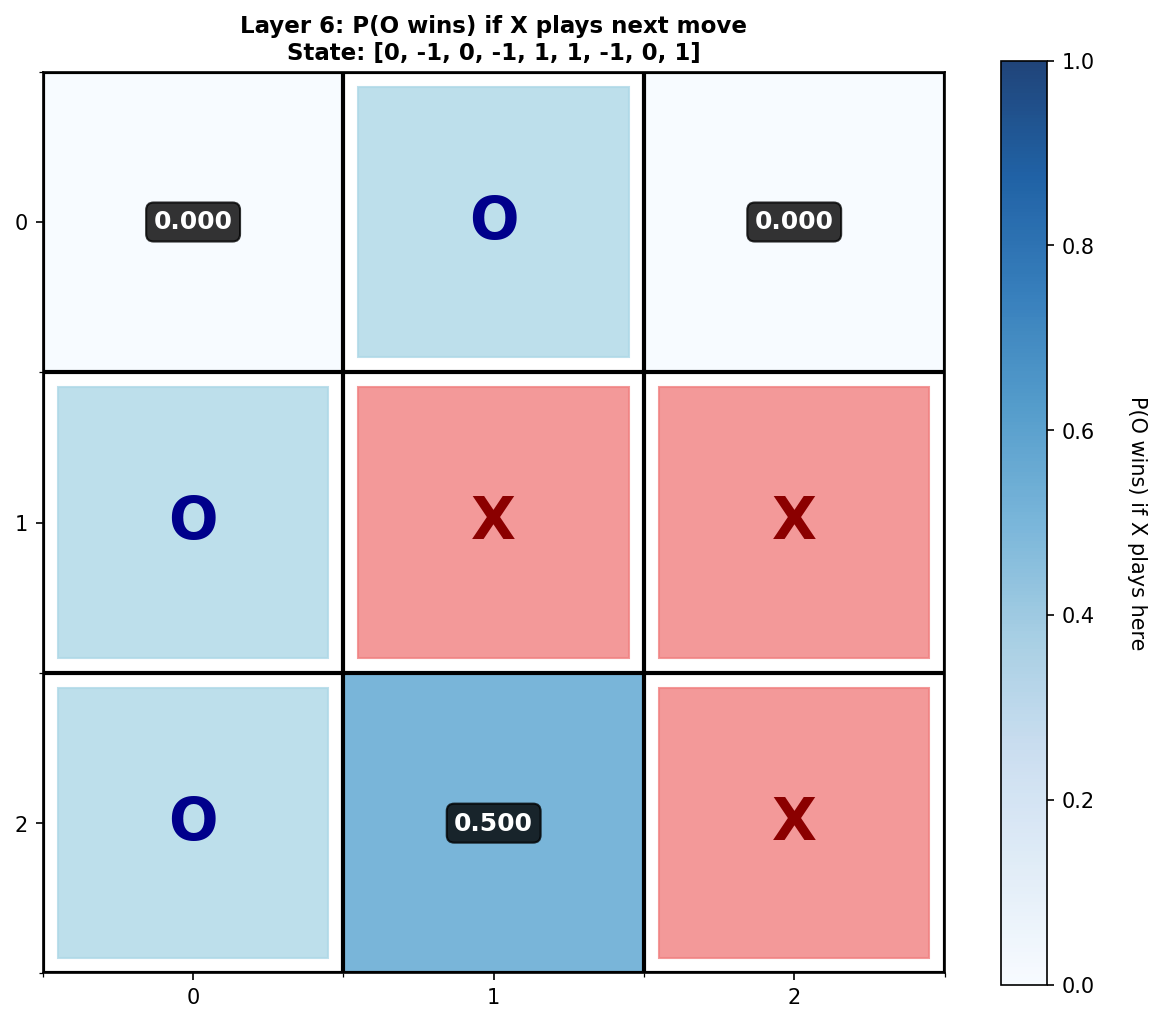 Layer 6: P(O wins) if X plays next move
State: [0, -1, 0, -1, 1, 1, -1, 0, 1]
0.000
O
0.000
O
X
X
O
0.500
X
0
1
2
0
1
2
1.0
0.8
0.6
0.4
0.2
0.0
P(O wins) if X plays here